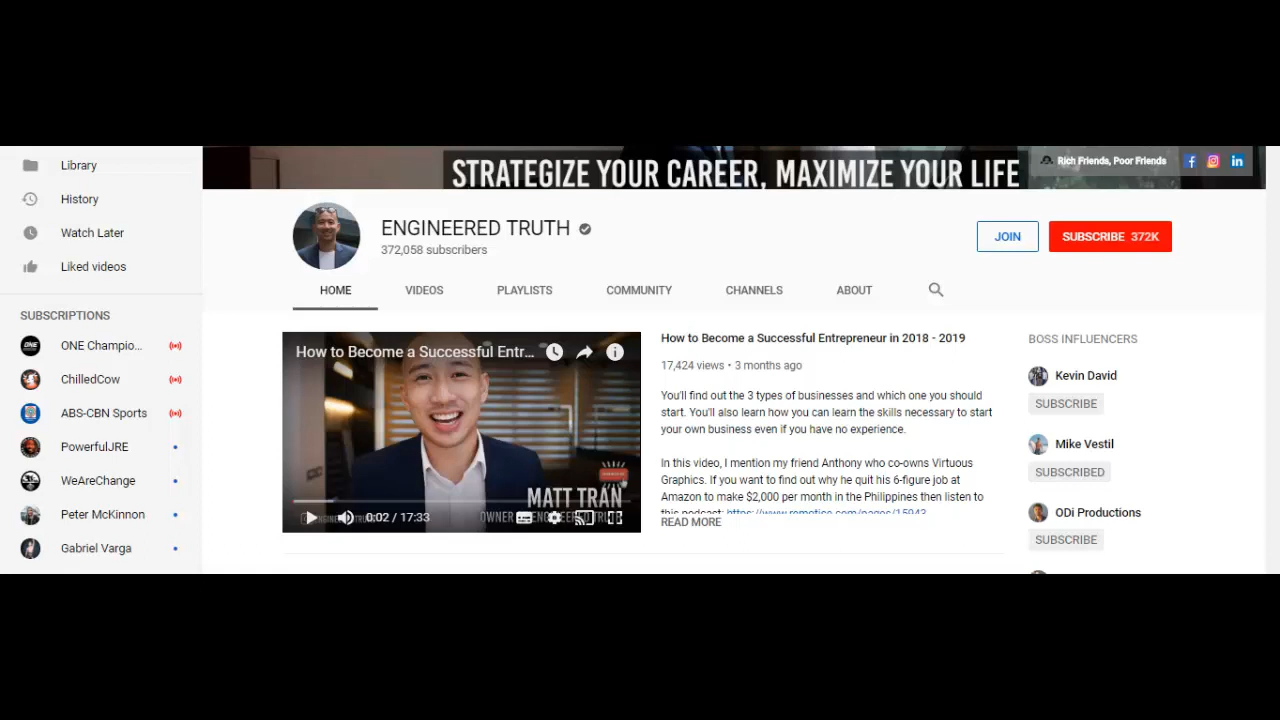 Library
History
Watch Later
Liked videos
SUBSCRIPTIONS
ONE Champio...
ChilledCow
ABS-CBN Sports
PowerfulJRE
WeAreChange
Peter McKinnon
Gabriel Varga
STRATEGIZE YOUR CAREER, MAXIMIZE YOUR LIFE
Rich Friends, Poor Friends
ENGINEERED TRUTH
372,058 subscribers
JOIN
SUBSCRIBE 372K
HOME VIDEOS PLAYLISTS COMMUNITY CHANNELS ABOUT
How to Become a Successful Entr...
MATT TRAN
0:02 / 17:33
How to Become a Successful Entrepreneur in 2018 - 2019
17,424 views • 3 months ago
You'll find out the 3 types of businesses and which one you should
start. You'll also learn how you can learn the skills necessary to start
your own business even if you have no experience.
In this video, I mention my friend Anthony who co-owns Virtuous
Graphics. If you want to find out why he quit his 6-figure job at
Amazon to make $2,000 per month in the Philippines then listen to
this podcast: https://www.remotise.com/pages/15943
READ MORE
BOSS INFLUENCERS
Kevin David
SUBSCRIBE
Mike Vestil
SUBSCRIBED
ODi Productions
SUBSCRIBE